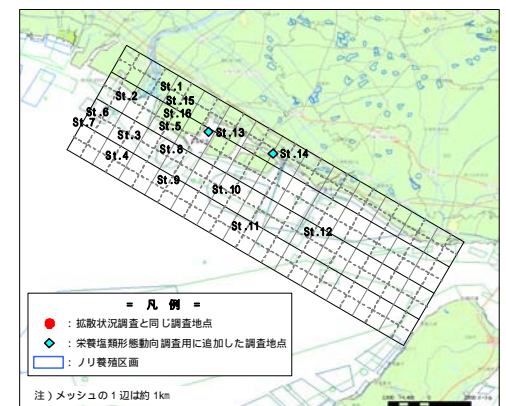 St.1
St.2
St.15
St.16
St.6
St.7
St.5
St.13
St.3
St.8
St.14
St.4
St.9
St.10
St.11
St.12
= 凡 例 =
：拡散状況調査と同じ調査地点
：栄養塩類形態動向調査用に追加した調査地点
：ノリ養殖区画
注）メッシュの1辺は約 1km